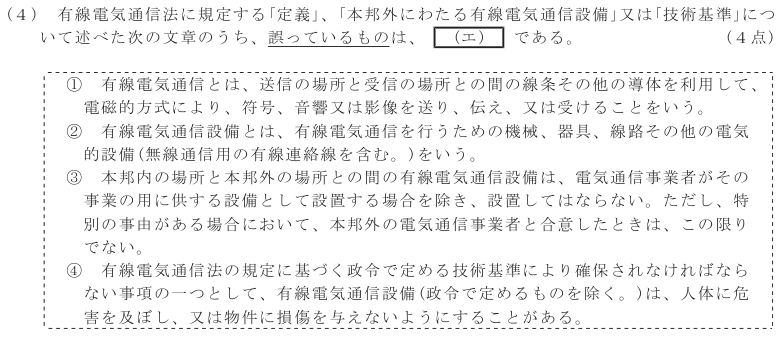 (４)　有線電気通信法に規定する「定義」、「本邦外にわたる有線電気通信設備」又は「技術基準」につ
いて述べた次の文章のうち、誤っているものは、 (エ) である。 (４点)
①　有線電気通信とは、送信の場所と受信の場所との間の線条その他の導体を利用して、
電磁的方式により、符号、音響又は影像を送り、伝え、又は受けることをいう。
②　有線電気通信設備とは、有線電気通信を行うための機械、器具、線路その他の電気
的設備(無線通信用の有線連絡線を含む。)をいう。
③　本邦内の場所と本邦外の場所との間の有線電気通信設備は、電気通信事業者がその
事業の用に供する設備として設置する場合を除き、設置してはならない。ただし、特
別の事由がある場合において、本邦外の電気通信事業者と合意したときは、この限り
でない。
④　有線電気通信法の規定に基づく政令で定める技術基準により確保されなければなら
ない事項の一つとして、有線電気通信設備(政令で定めるものを除く。)は、人体に危
害を及ぼし、又は物件に損傷を与えないようにすることがある。